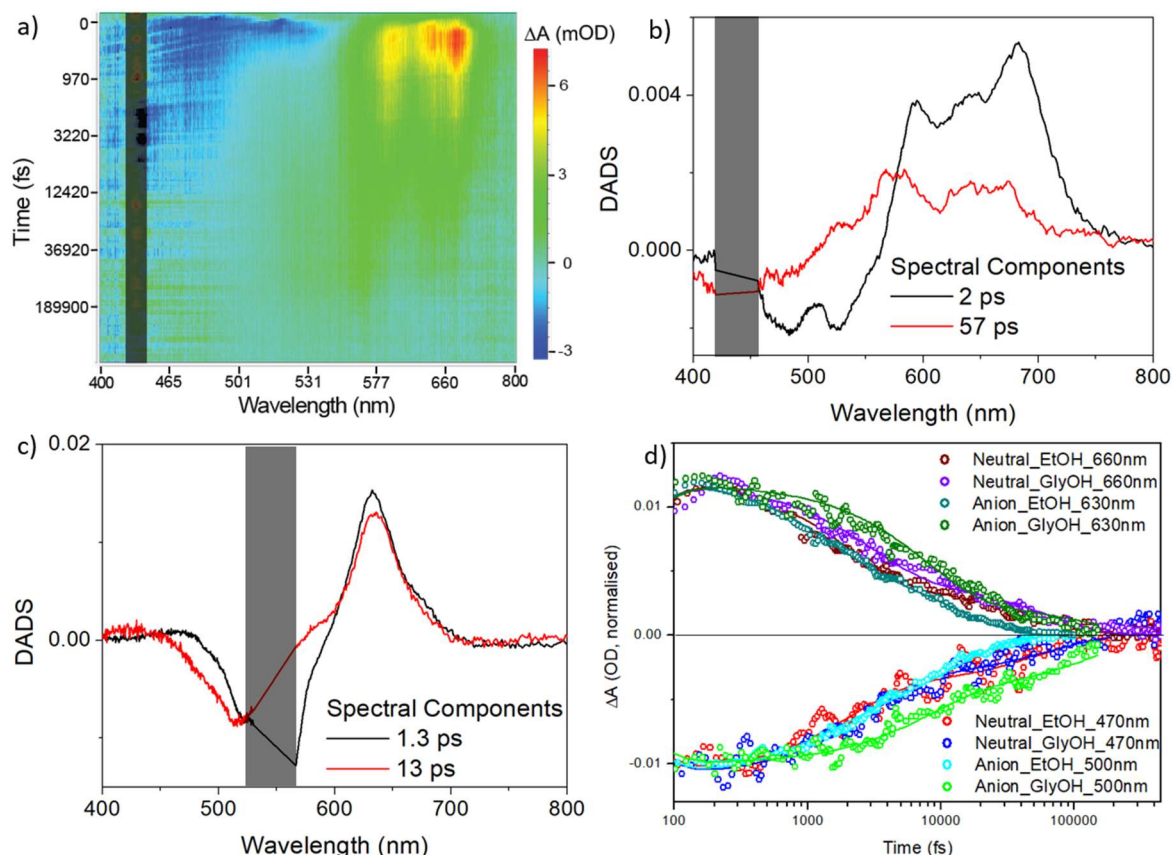 a)
ΔA (mOD)
0
970
3220
12420
36920
189900
Time (fs)
6
3
0
-3
400 465 501 531 577 660 800
Wavelength (nm)
b)
0.004
0.000
DADS
Spectral Components
2 ps
57 ps
400 500 600 700 800
Wavelength (nm)
c)
0.02
0.00
DADS
Spectral Components
1.3 ps
13 ps
400 500 600 700 800
Wavelength (nm)
d)
Neutral_EtOH_660nm
Neutral_GlyOH_660nm
Anion_EtOH_630nm
Anion_GlyOH_630nm
0.01
0.00
-0.01
ΔA (OD, normalised)
Neutral_EtOH_470nm
Neutral_GlyOH_470nm
Anion_EtOH_500nm
Anion_GlyOH_500nm
100 1000 10000 100000
Time (fs)